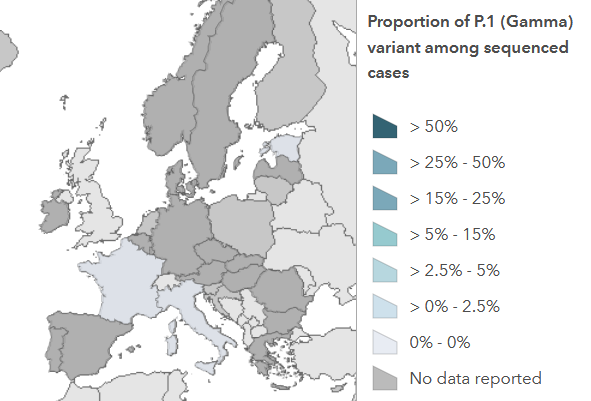 Proportion of P.1 (Gamma)
variant among sequenced
cases
> 50%
> 25% - 50%
> 15% - 25%
> 5% - 15%
> 2.5% - 5%
> 0% - 2.5%
0% - 0%
No data reported